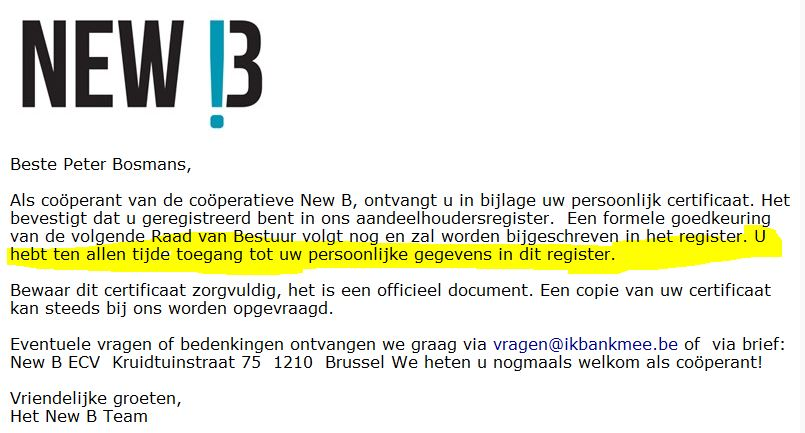 NEW B
Beste Peter Bosmans,
Als coöperant van de coöperatieve New B, ontvangt u in bijlage uw persoonlijk certificaat. Het
bevestigt dat u geregistreerd bent in ons aandeelhoudersregister.  Een formele goedkeuring
van de volgende Raad van Bestuur volgt nog en zal worden bijgeschreven in het register. U
hebt ten allen tijde toegang tot uw persoonlijke gegevens in dit register.
Bewaar dit certificaat zorgvuldig, het is een officieel document. Een copie van uw certificaat
kan steeds bij ons worden opgevraagd.
Eventuele vragen of bedenkingen ontvangen we graag via vragen@ikbankmee.be of  via brief:
New B ECV  Kruidtuinstraat 75  1210  Brussel We heten u nogmaals welkom als coöperant!
Vriendelijke groeten,
Het New B Team